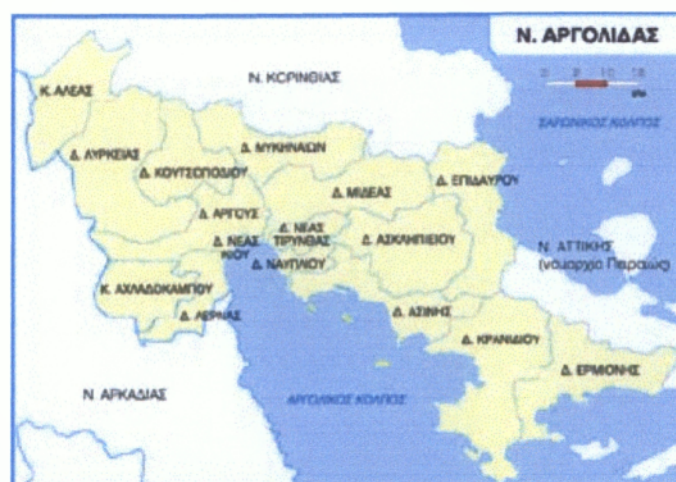 Ν. ΑΡΓΟΛΙΔΑΣ
Ν. ΚΟΡΙΝΘΙΑΣ
Κ. ΑΛΕΑΣ
ΣΑΡΩΝΙΚΟΣ ΚΟΛΠΟΣ
Δ. ΛΥΡΚΕΙΑΣ
Δ. ΜΥΚΗΝΑΙΩΝ
Δ. ΚΟΥΤΣΟΠΟΔΙΟΥ
Δ. ΜΙΔΕΑΣ
Δ. ΕΠΙΔΑΥΡΟΥ
Δ. ΑΡΓΟΥΣ
Δ. ΝΕΑΣ
ΤΙΡΥΝΘΑΣ
Δ. ΑΣΚΛΗΠΙΕΙΟΥ
Δ. ΝΕΑΣ
ΚΙΟΥ
Ν. ΑΤΤΙΚΗΣ
(νομαρχία Πειραιώς)
Δ. ΝΑΥΠΛΙΟΥ
Κ. ΑΧΛΑΔΟΚΑΜΠΟΥ
Δ. ΛΕΡΝΑΣ
Δ. ΑΣΙΝΗΣ
Δ. ΚΡΑΝΙΔΙΟΥ
Δ. ΕΡΜΙΟΝΗΣ
Ν. ΑΡΚΑΔΙΑΣ
ΑΡΓΟΛΙΚΟΣ ΚΟΛΠΟΣ